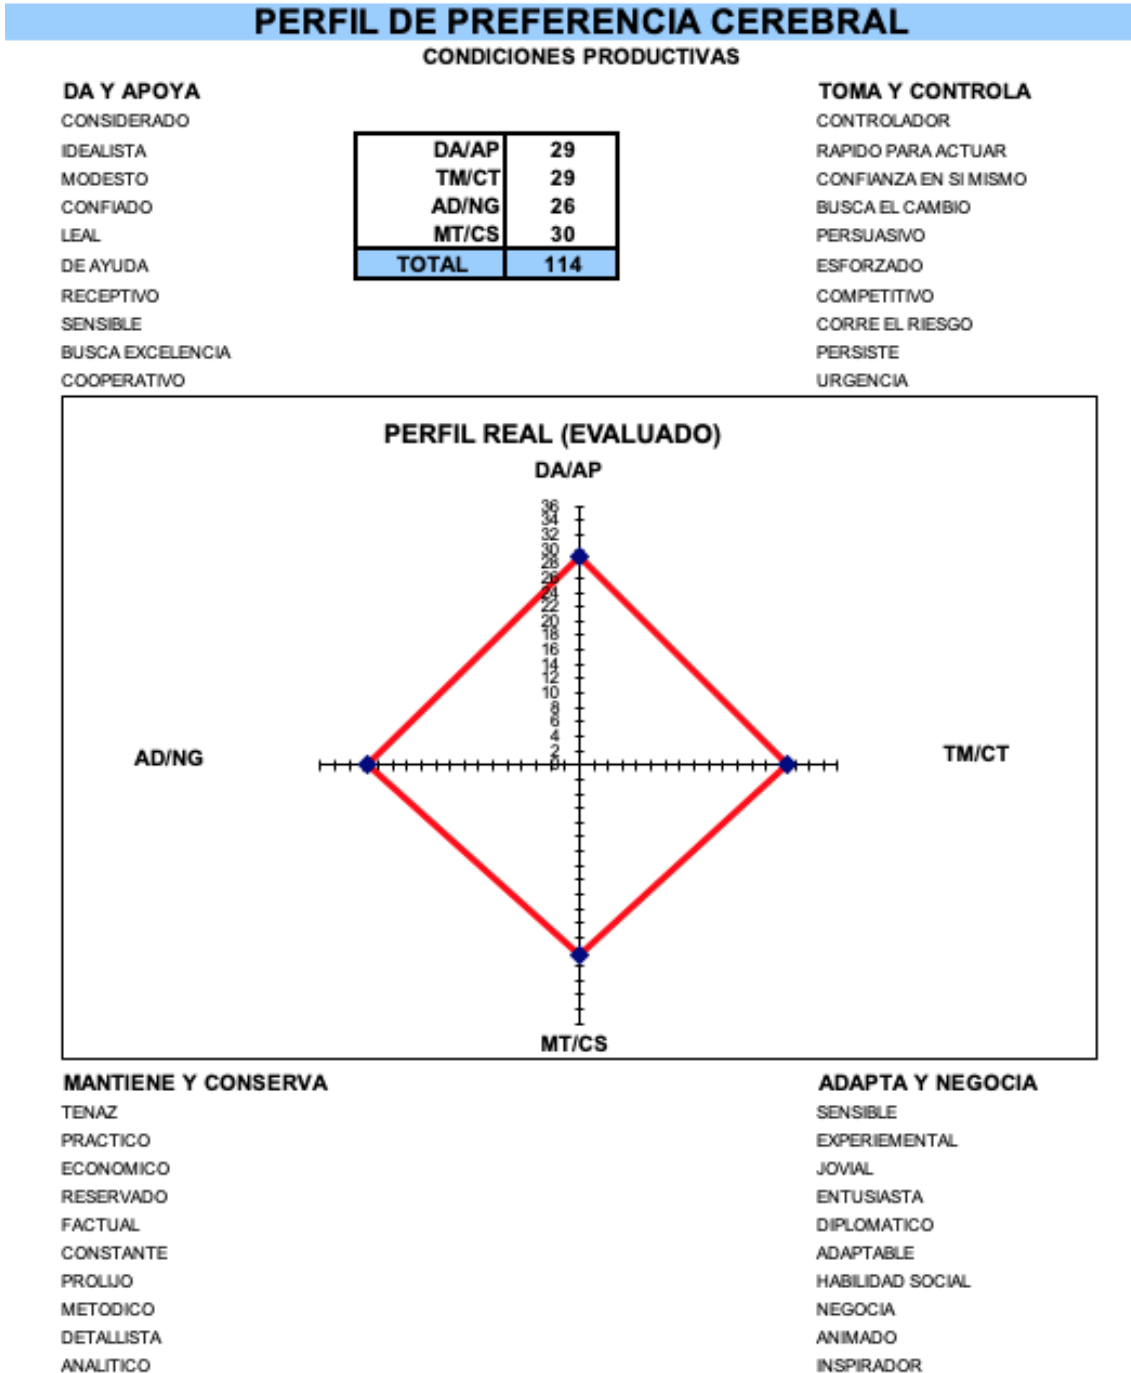 PERFIL DE PREFERENCIA CEREBRAL
CONDICIONES PRODUCTIVAS
DA Y APOYA
CONSIDERADO
IDEALISTA
MODESTO
CONFIADO
LEAL
DE AYUDA
RECEPTIVO
SENSIBLE
BUSCA EXCELENCIA
COOPERATIVO
DA/AP 29
TM/CT 29
AD/NG 26
MT/CS 30
TOTAL 114
TOMA Y CONTROLA
CONTROLADOR
RAPIDO PARA ACTUAR
CONFIANZA EN SI MISMO
BUSCA EL CAMBIO
PERSUASIVO
ESFORZADO
COMPETITIVO
CORRE EL RIESGO
PERSISTE
URGENCIA
PERFIL REAL (EVALUADO)
DA/AP
36
34
32
30
28
26
24
22
20
18
16
14
12
10
8
6
4
2
0
AD/NG
TM/CT
MT/CS
MANTIENE Y CONSERVA
TENAZ
PRACTICO
ECONOMICO
RESERVADO
FACTUAL
CONSTANTE
PROLIJO
METODICO
DETALLISTA
ANALITICO
ADAPTA Y NEGOCIA
SENSIBLE
EXPERIEMENTAL
JOVIAL
ENTUSIASTA
DIPLOMATICO
ADAPTABLE
HABILIDAD SOCIAL
NEGOCIA
ANIMADO
INSPIRADOR